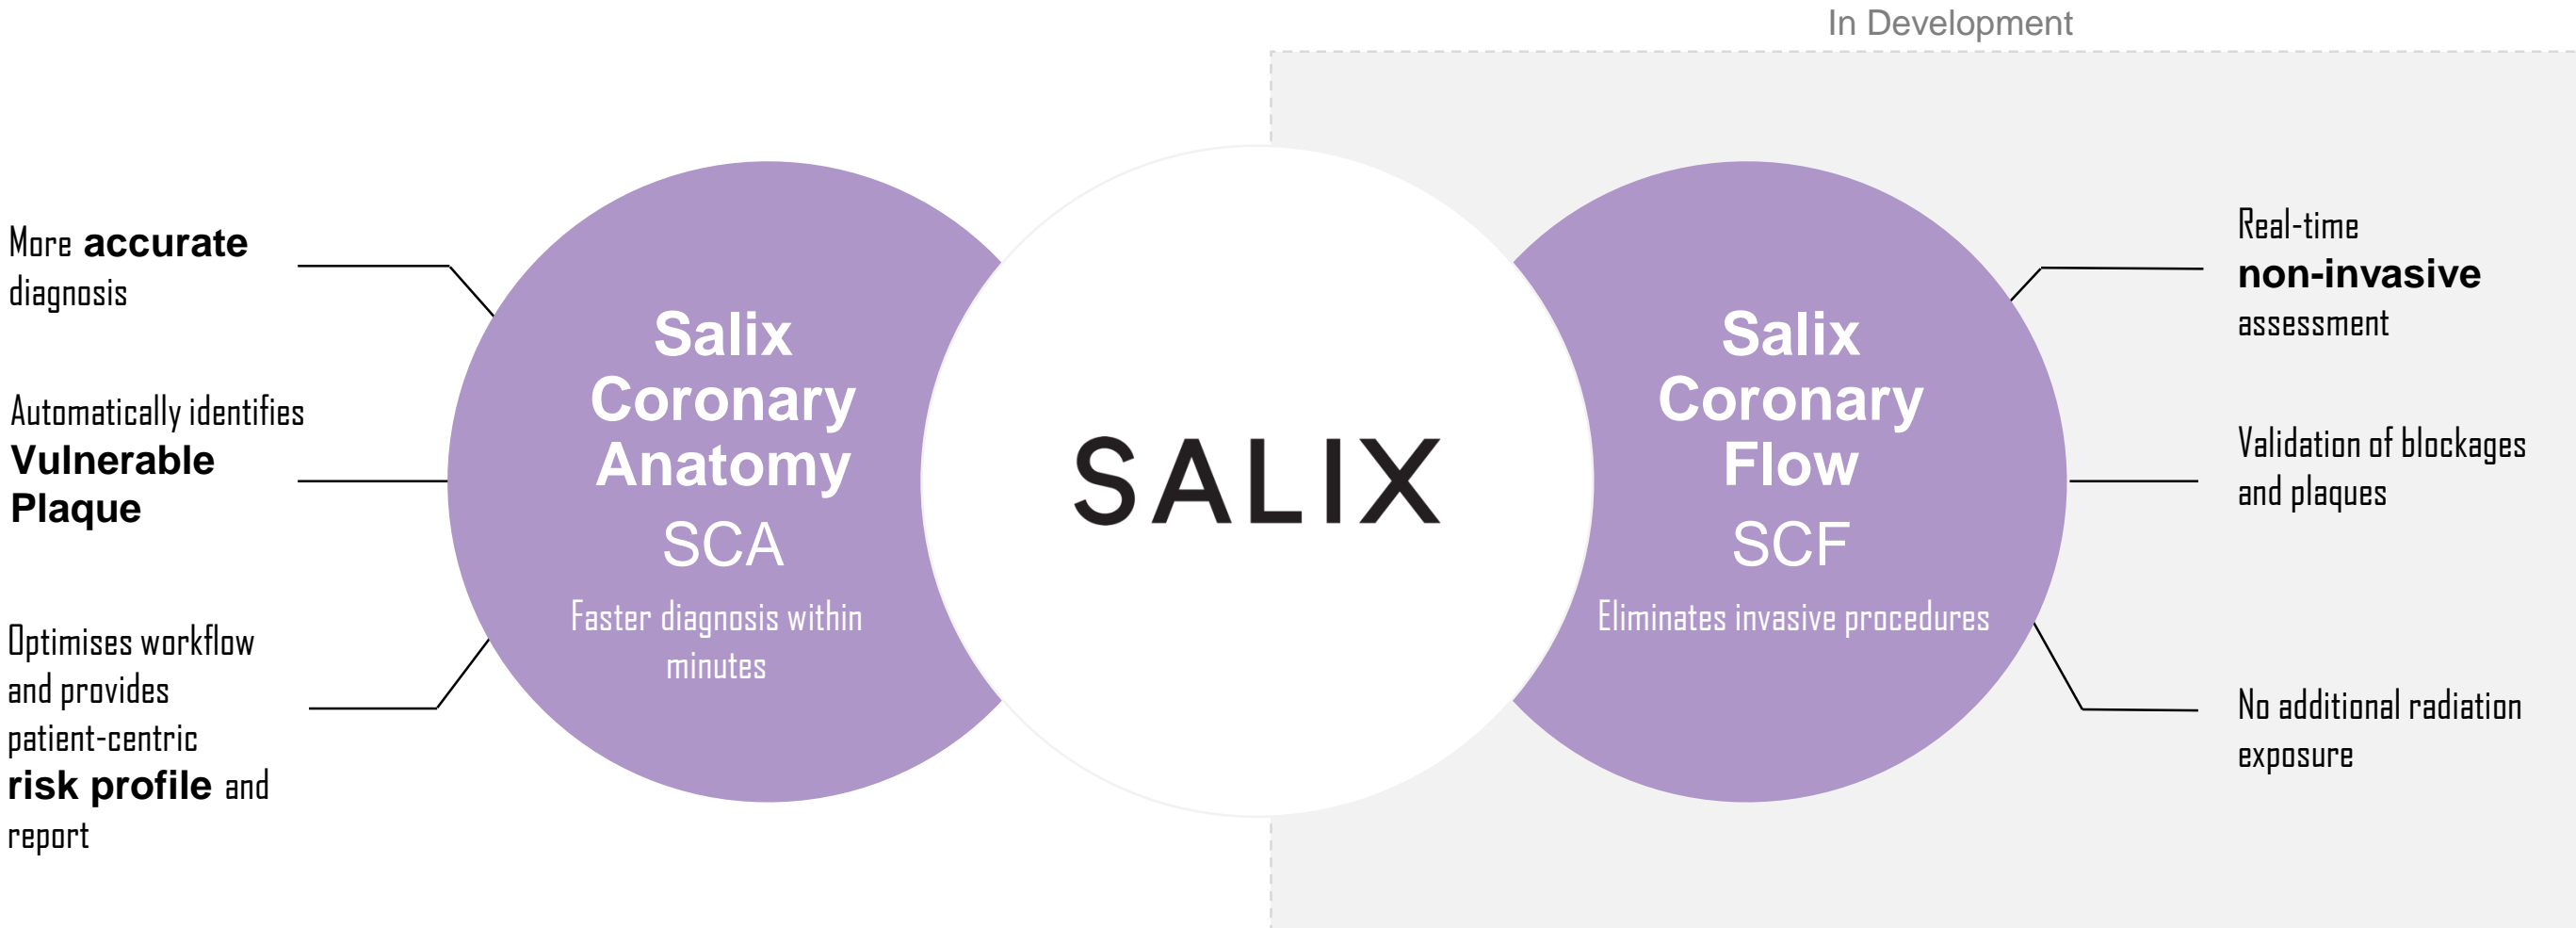 In Development
More accurate
diagnosis
Automatically identifies
Vulnerable
Plaque
Optimises workflow
and provides
patient-centric
risk profile and
report
Salix
Coronary
Anatomy
SCA
Faster diagnosis within
minutes
SALIX
Salix
Coronary
Flow
SCF
Eliminates invasive procedures
Real-time
non-invasive
assessment
Validation of blockages
and plaques
No additional radiation
exposure